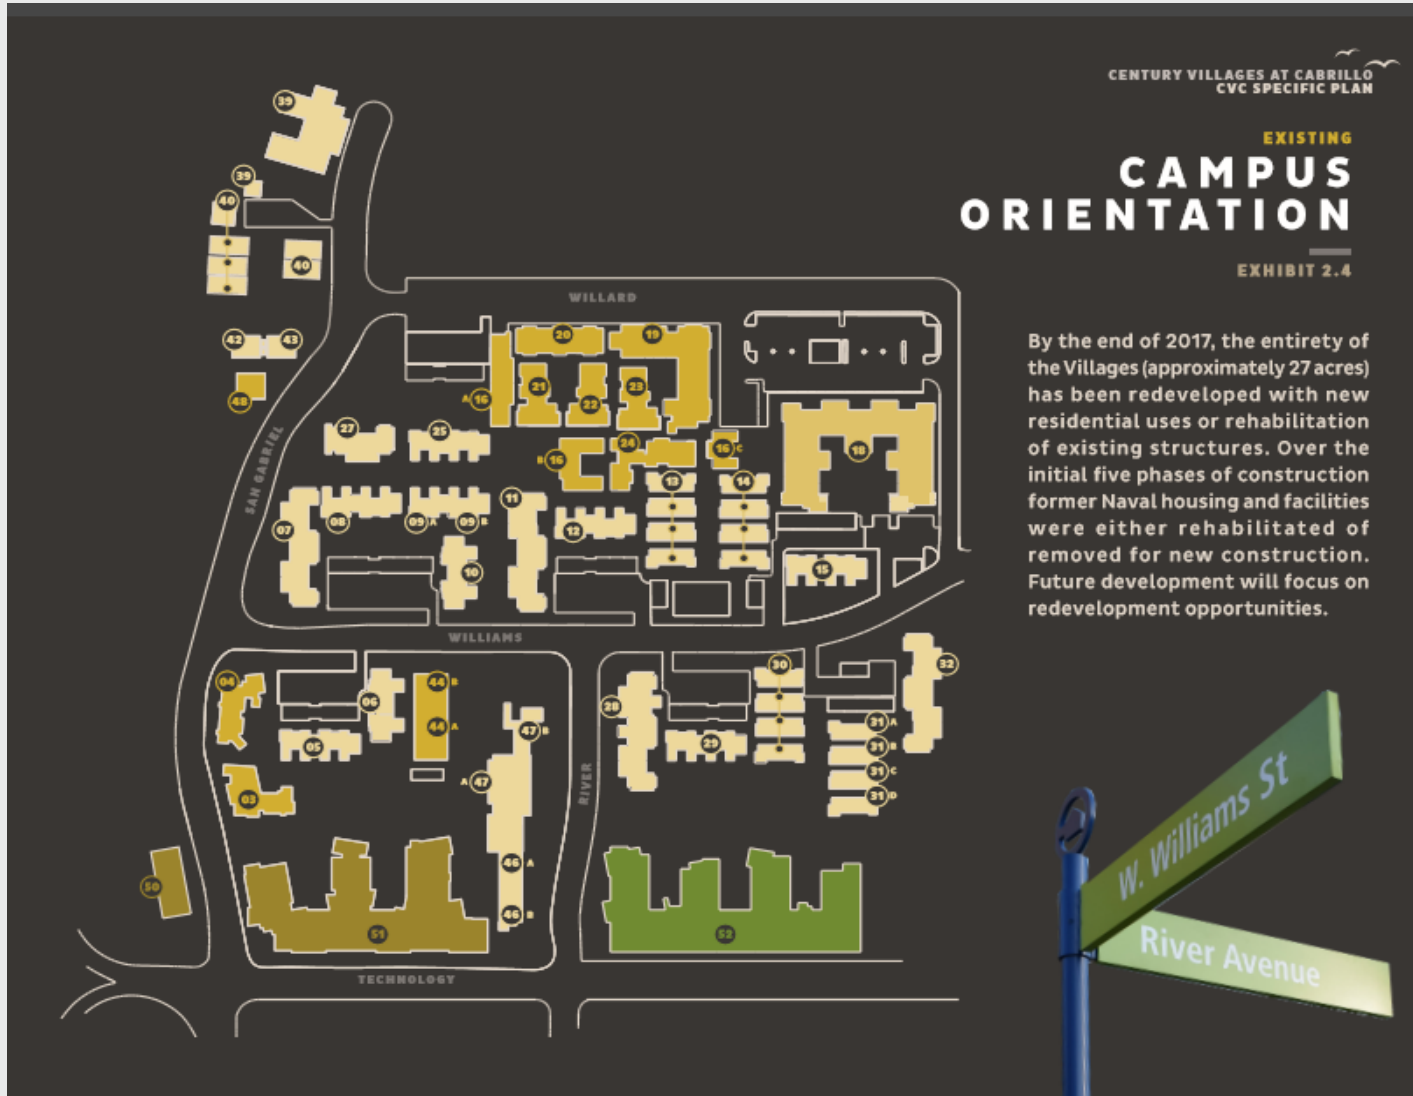 CENTURY VILLAGES AT CABRILLO
CVC SPECIFIC PLAN
EXISTING
CAMPUS
ORIENTATION
EXHIBIT 2.4
By the end of 2017, the entirety of
the Villages (approximately 27 acres)
has been redeveloped with new
residential uses or rehabilitation
of existing structures. Over the
initial five phases of construction
former Naval housing and facilities
were either rehabilitated of
removed for new construction.
Future development will focus on
redevelopment opportunities.
39
39
40
40
WILLARD
42 43
20 19
48
21 22 23
A 16
27 25
24
B 16
16 C
18
SAN GABRIEL
13 14
11
07
08
09 A 09 B
12
10
15
WILLIAMS
04
06
44 B
44 A
05
47 B
A 47
03
28
30
32
29
31 A
31 B
31 C
31 D
RIVER
46 A
46 B
50
51
52
TECHNOLOGY
W. Williams St
River Avenue